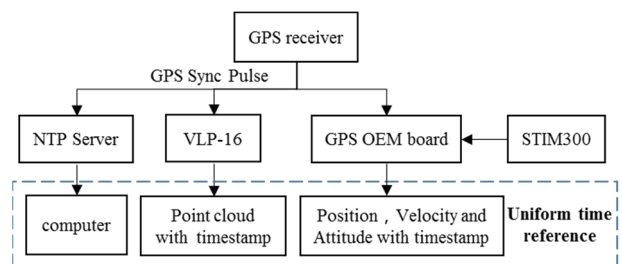 GPS receiver
GPS Sync Pulse
NTP Server
VLP-16
GPS OEM board
STIM300
computer
Point cloud
with timestamp
Position，Velocity and
Attitude with timestamp
Uniform time
reference